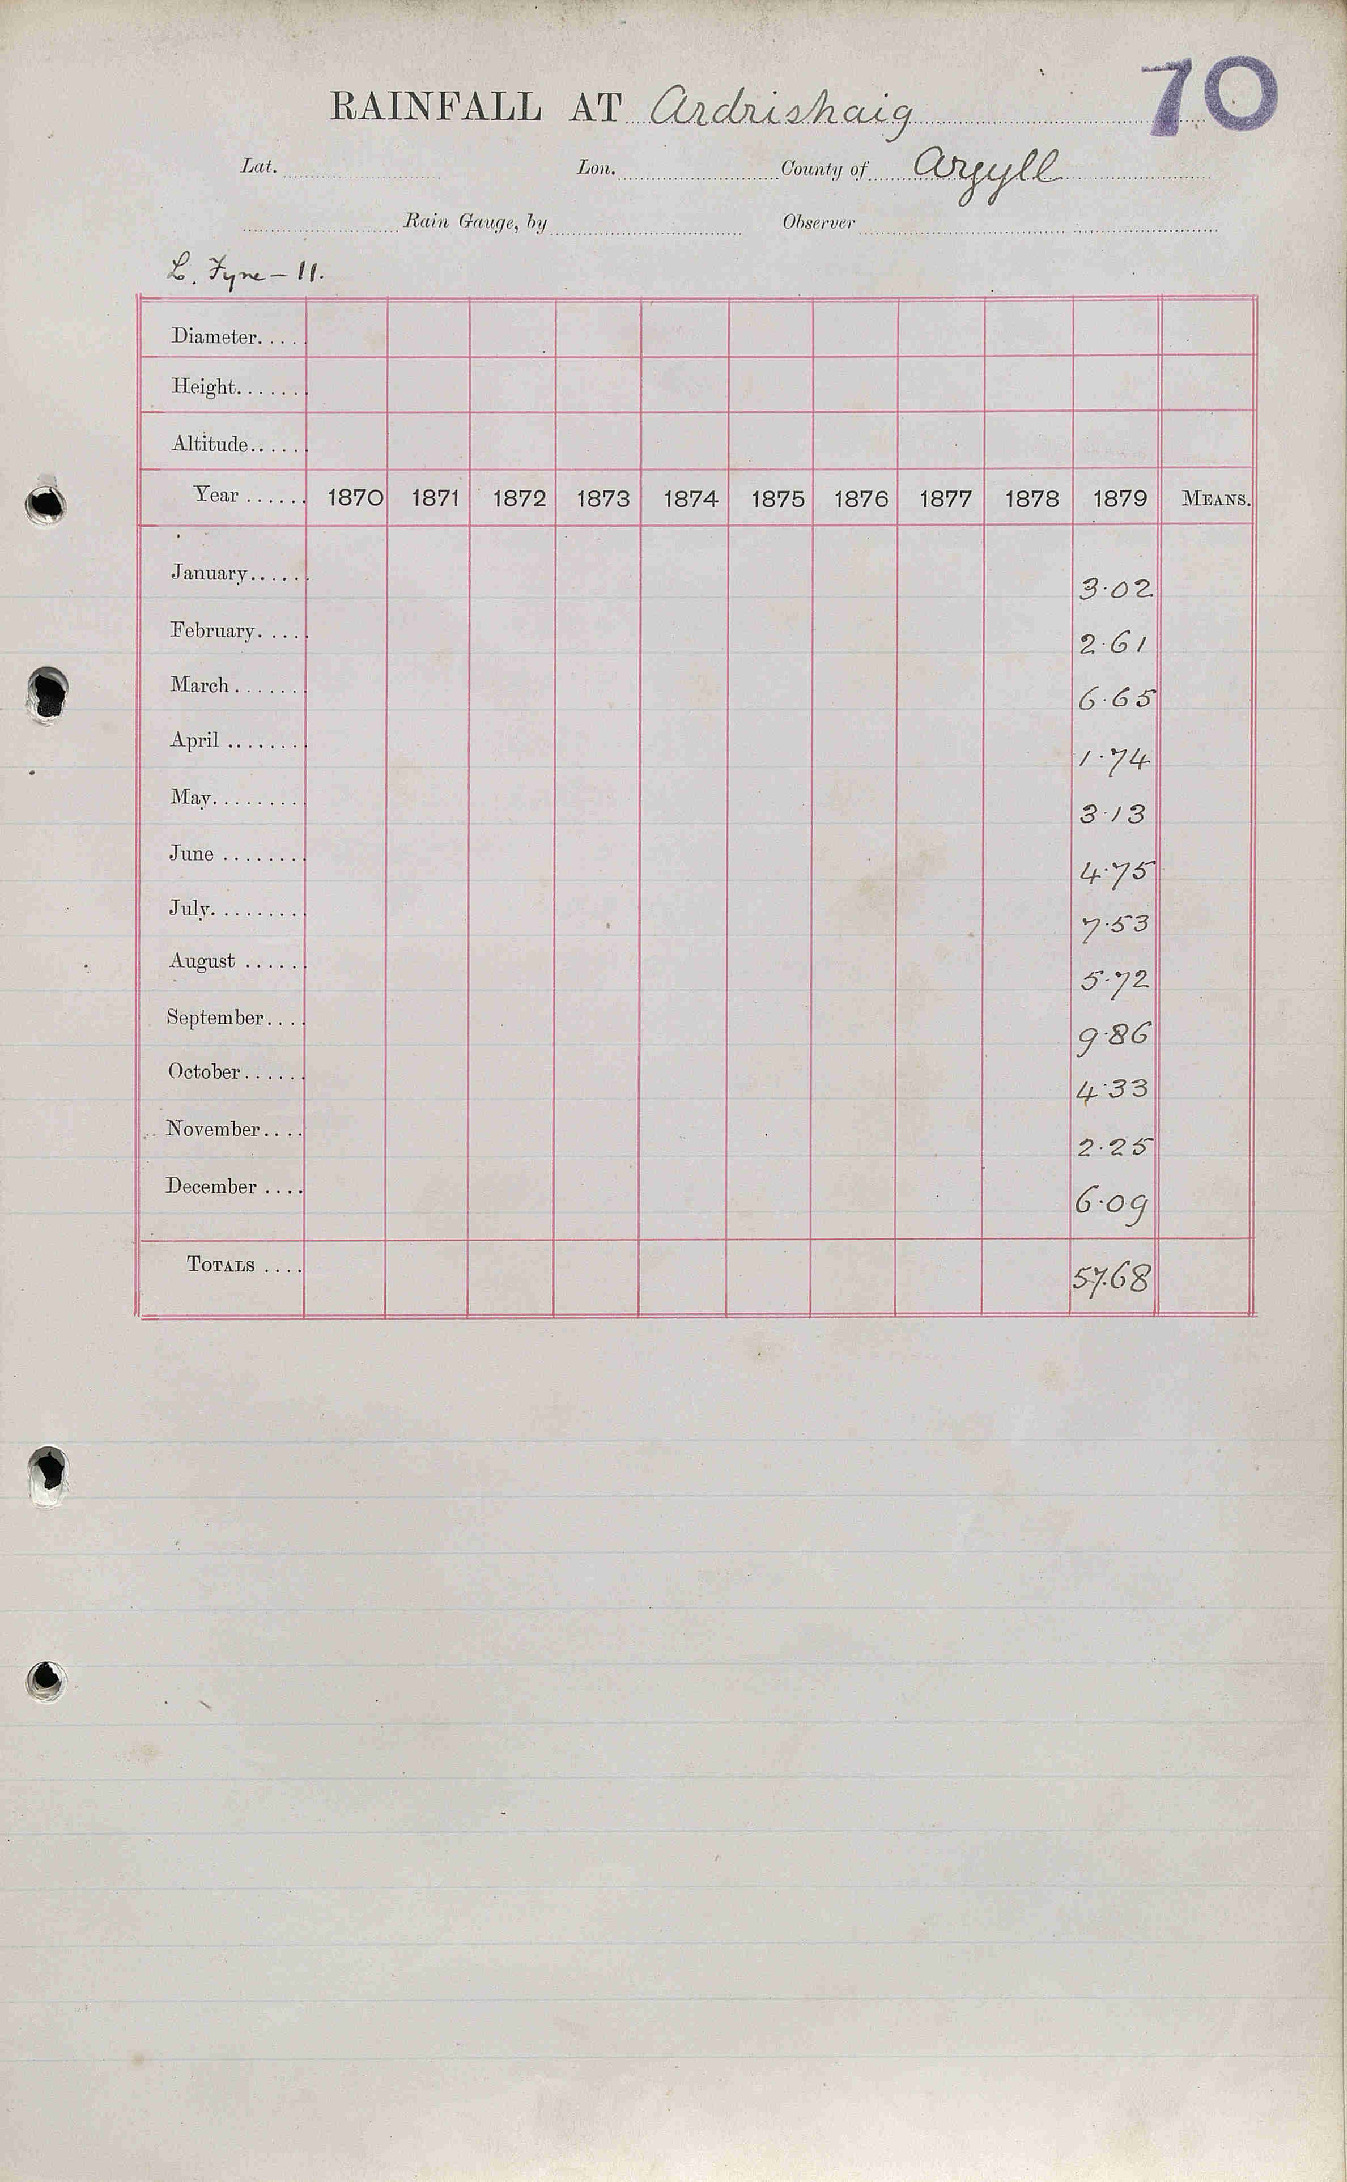 70
RAINFALL AT Ardrishaig
Lat. Lon. County of Argyll
Rain Gauge, by Observer
L. Fyne – 11.
Diameter.....
Height.......
Altitude......
Year ...... 1870 1871 1872 1873 1874 1875 1876 1877 1878 1879 MEANS.
January...... 3.02
February..... 2.61
March ....... 6.65
April ........ 1.74
May......... 3.13
June ........ 4.75
July......... 7.53
August ...... 5.72
September.... 9.86
October...... 4.33
November.... 2.25
December .... 6.09
TOTALS .... 57.68